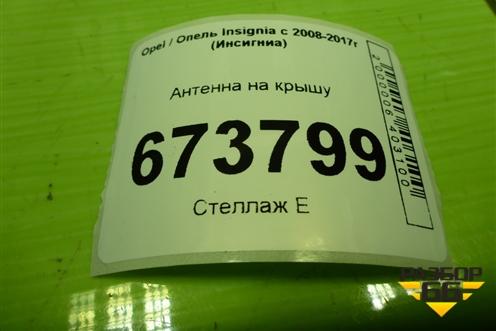 Opel / Опель Insignia с 2008-2017г
(Инсигниа)
Антенна на крышу
673799
Стеллаж Е
2000006403100
РАЗБОР
66